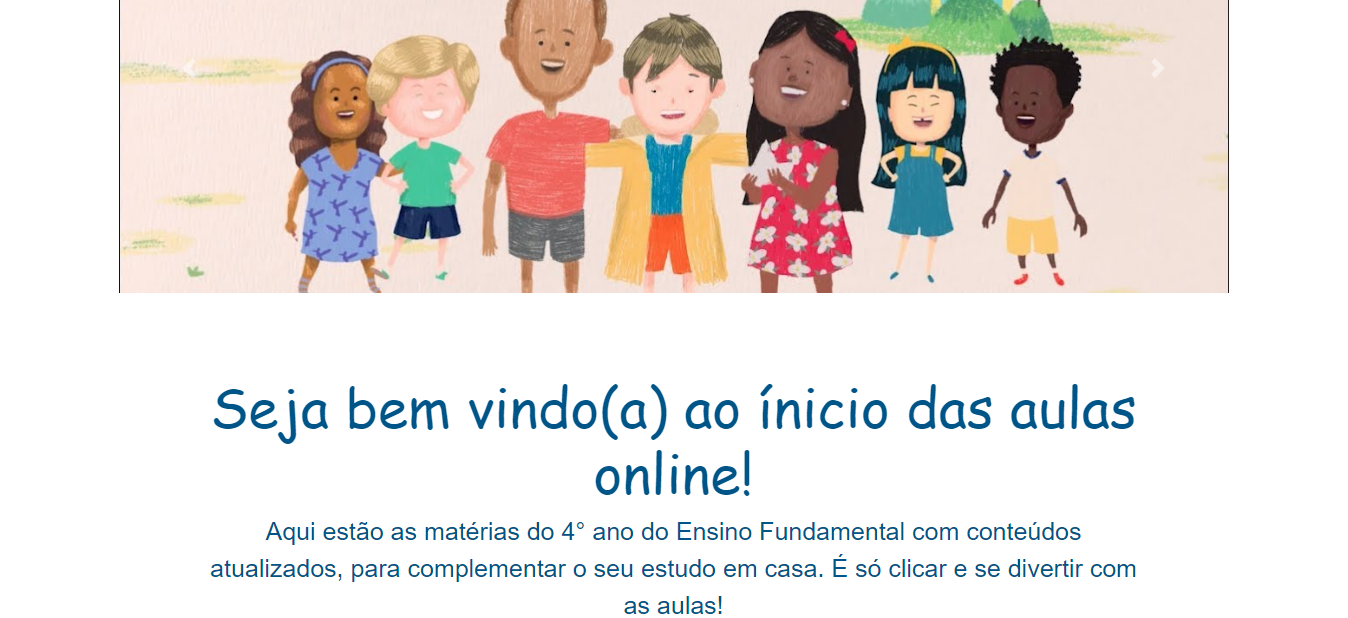 Seja bem vindo(a) ao ínicio das aulas
online!
Aqui estão as matérias do 4° ano do Ensino Fundamental com conteúdos
atualizados, para complementar o seu estudo em casa. É só clicar e se divertir com
as aulas!